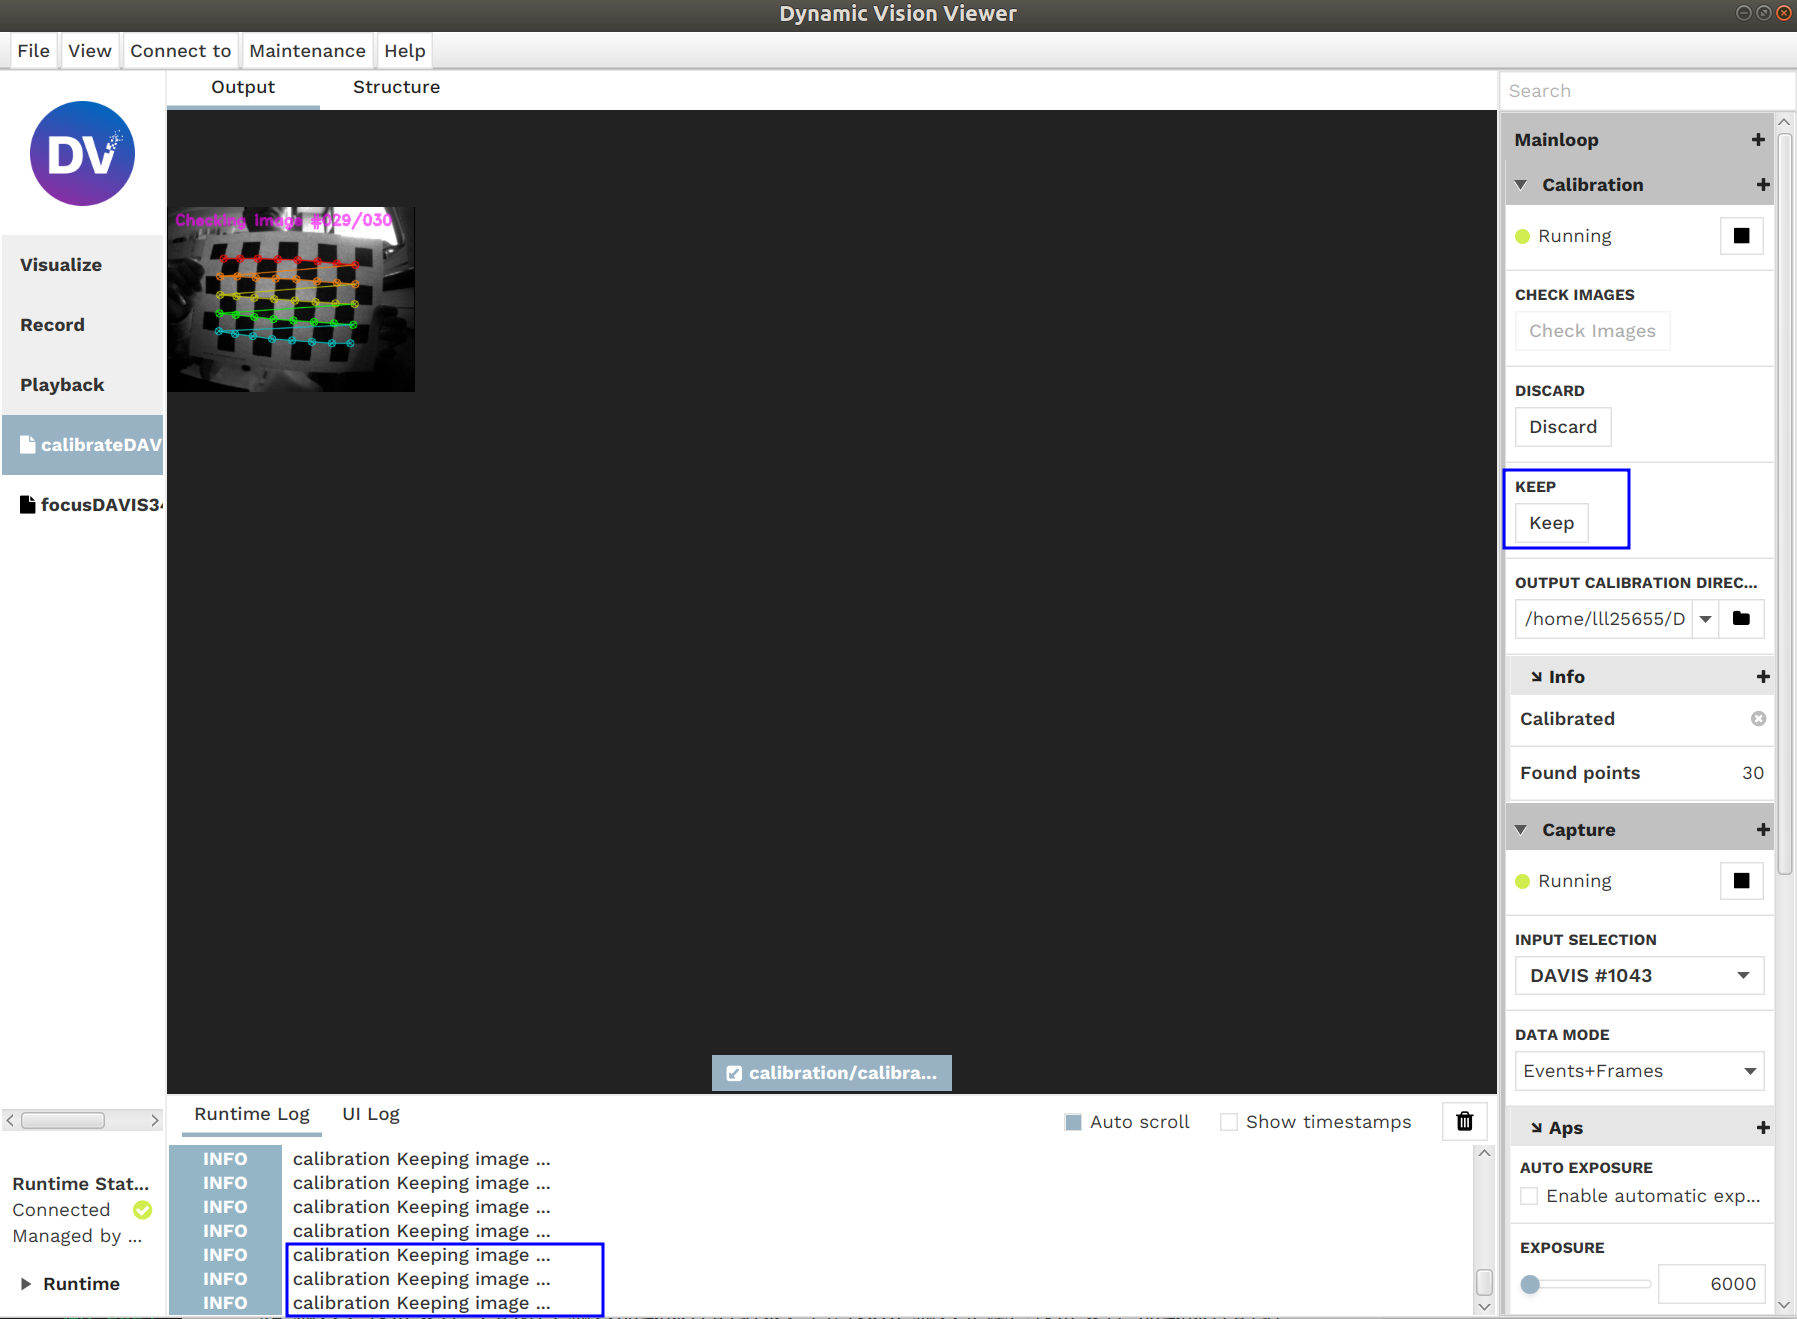 Dynamic Vision Viewer
File View Connect to Maintenance Help
Output Structure
Search
DV
Visualize
Record
Playback
calibrateDAV
focusDAVIS34
Checking image #029/030
calibration/calibra...
Mainloop
Calibration
Running
CHECK IMAGES
Check Images
DISCARD
Discard
KEEP
Keep
OUTPUT CALIBRATION DIREC...
/home/lll25655/D
Info
Calibrated
Found points 30
Capture
Running
INPUT SELECTION
DAVIS #1043
DATA MODE
Events+Frames
Aps
AUTO EXPOSURE
Enable automatic exp...
EXPOSURE
6000
Runtime Log UI Log Auto scroll Show timestamps
INFO calibration Keeping image ...
INFO calibration Keeping image ...
INFO calibration Keeping image ...
INFO calibration Keeping image ...
INFO calibration Keeping image ...
INFO calibration Keeping image ...
INFO calibration Keeping image ...
Runtime Stat...
Connected
Managed by ...
Runtime